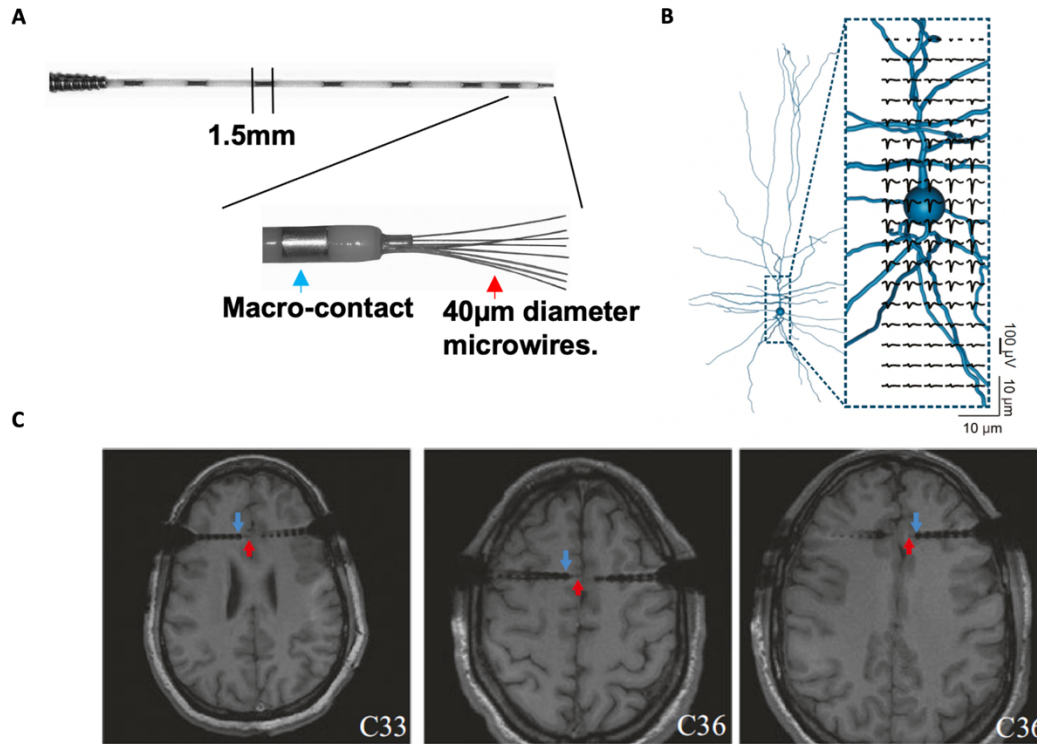 A
1.5mm
Macro-contact
40µm diameter
microwires.
B
100 µV
10 µm
10 µm
C
C33
C36
C36